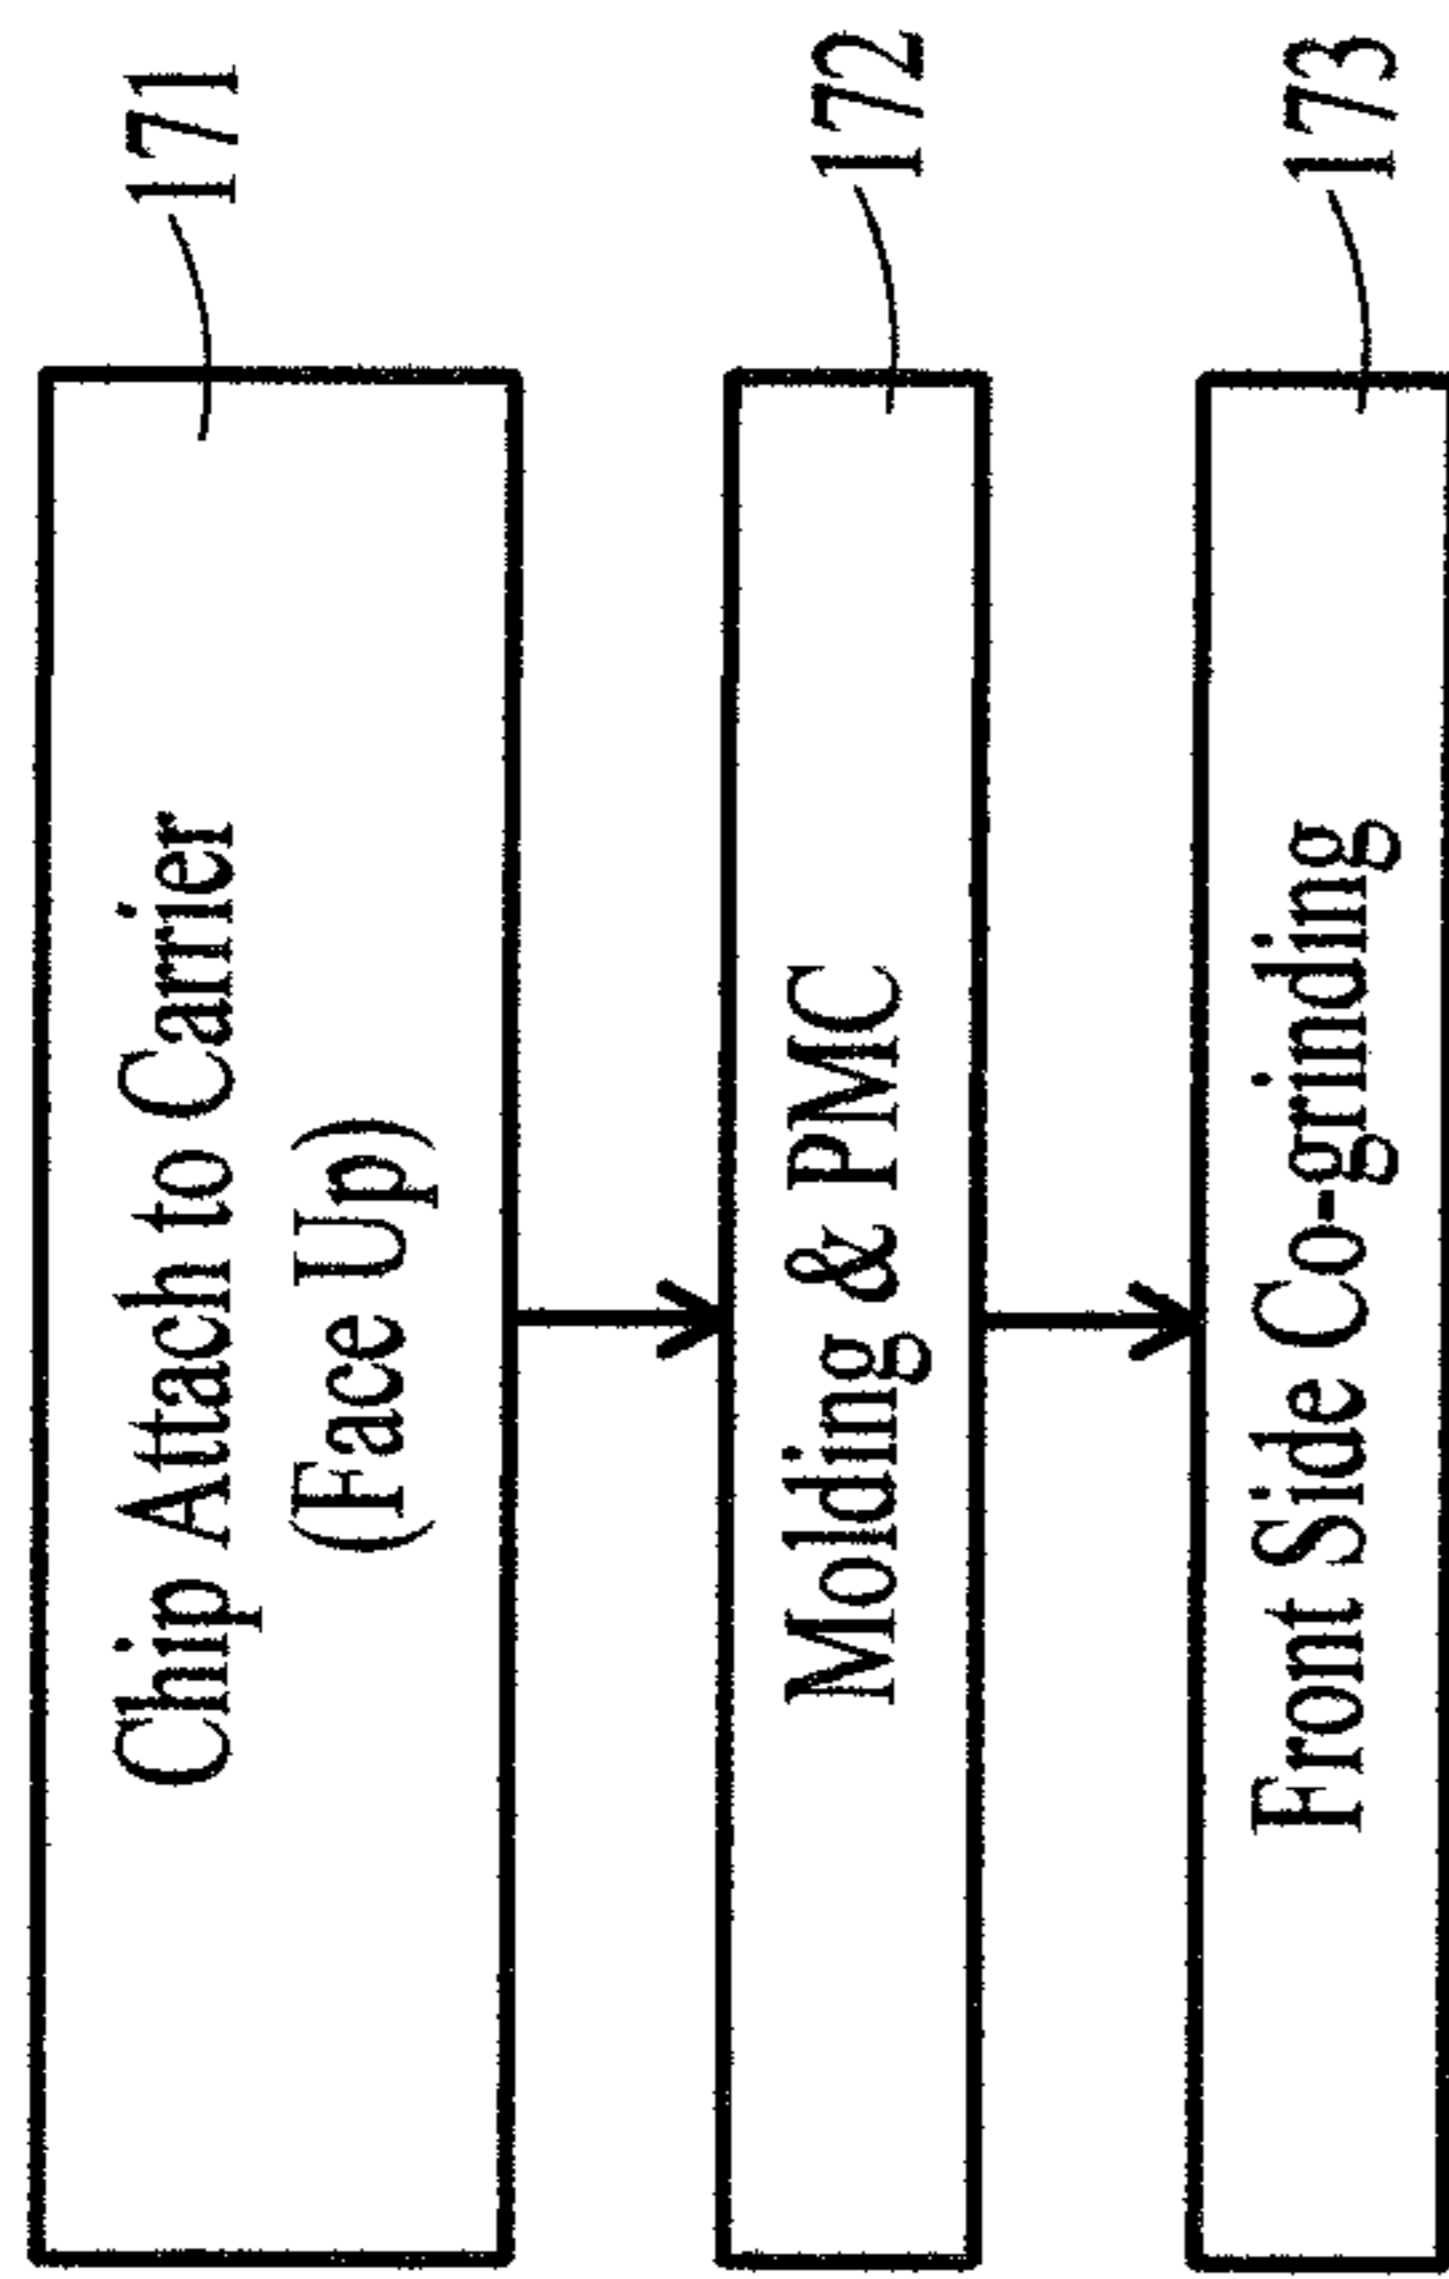 Chip Attach to Carrier
(Face Up)
171
Molding & PMC
172
Front Side Co-grinding
173